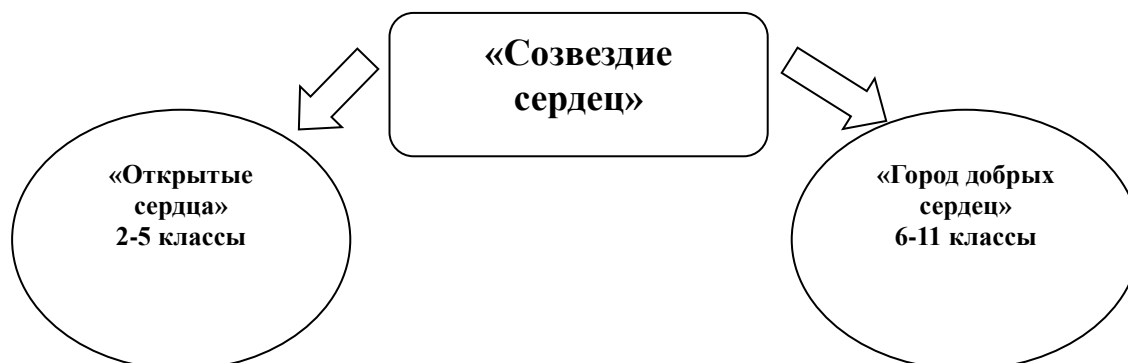 «Созвездие
сердец»
«Открытые
сердца»
2-5 классы
«Город добрых
сердец»
6-11 классы